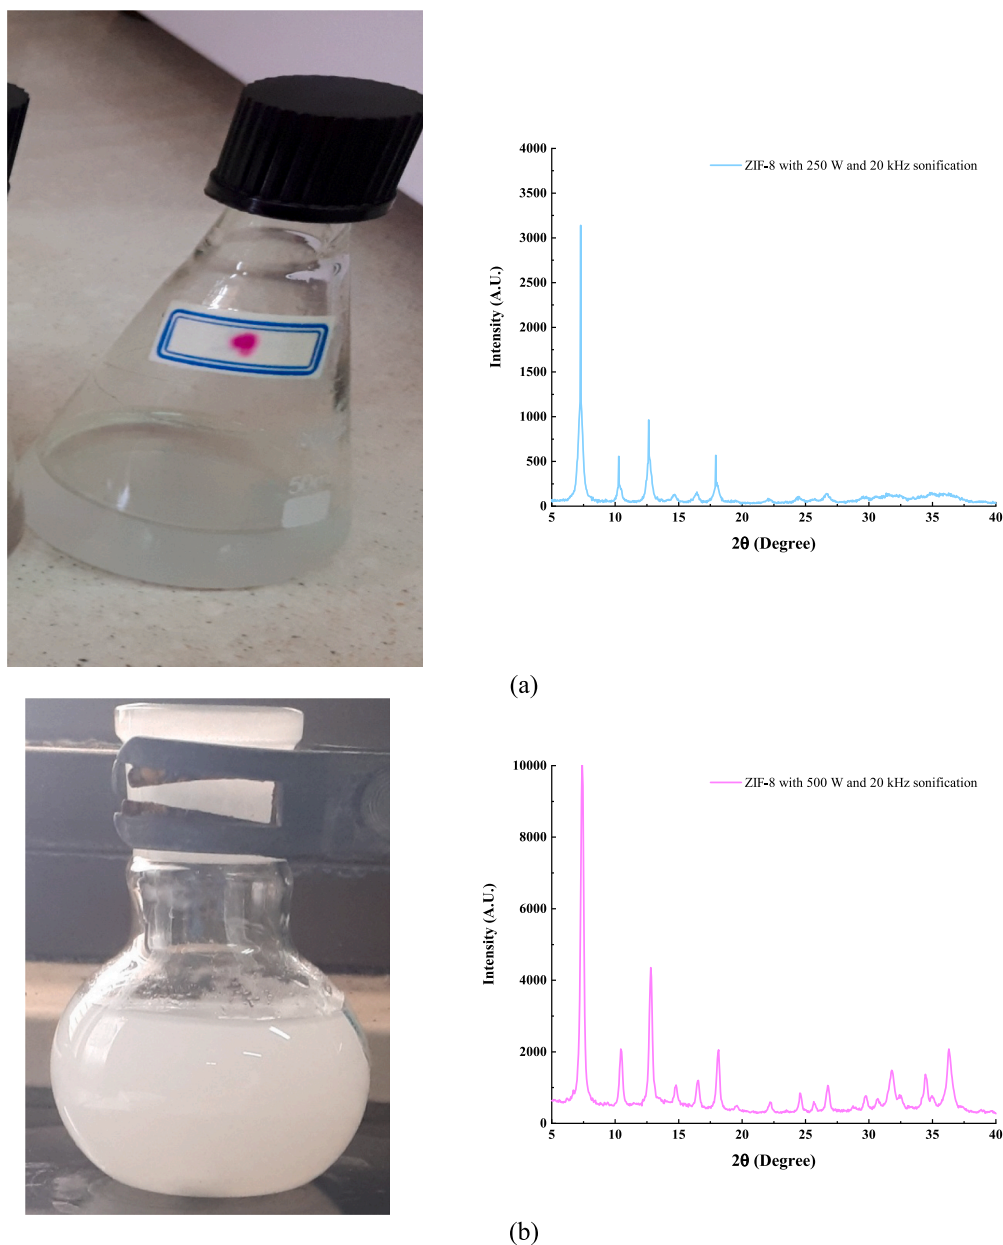 4000
3500
3000
2500
2000
1500
1000
500
0
Intensity (A.U.)
ZIF-8 with 250 W and 20 kHz sonification
5 10 15 20 25 30 35 40
2θ (Degree)
(a)
10000
8000
6000
4000
2000
0
Intensity (A.U.)
ZIF-8 with 500 W and 20 kHz sonification
5 10 15 20 25 30 35 40
2θ (Degree)
(b)